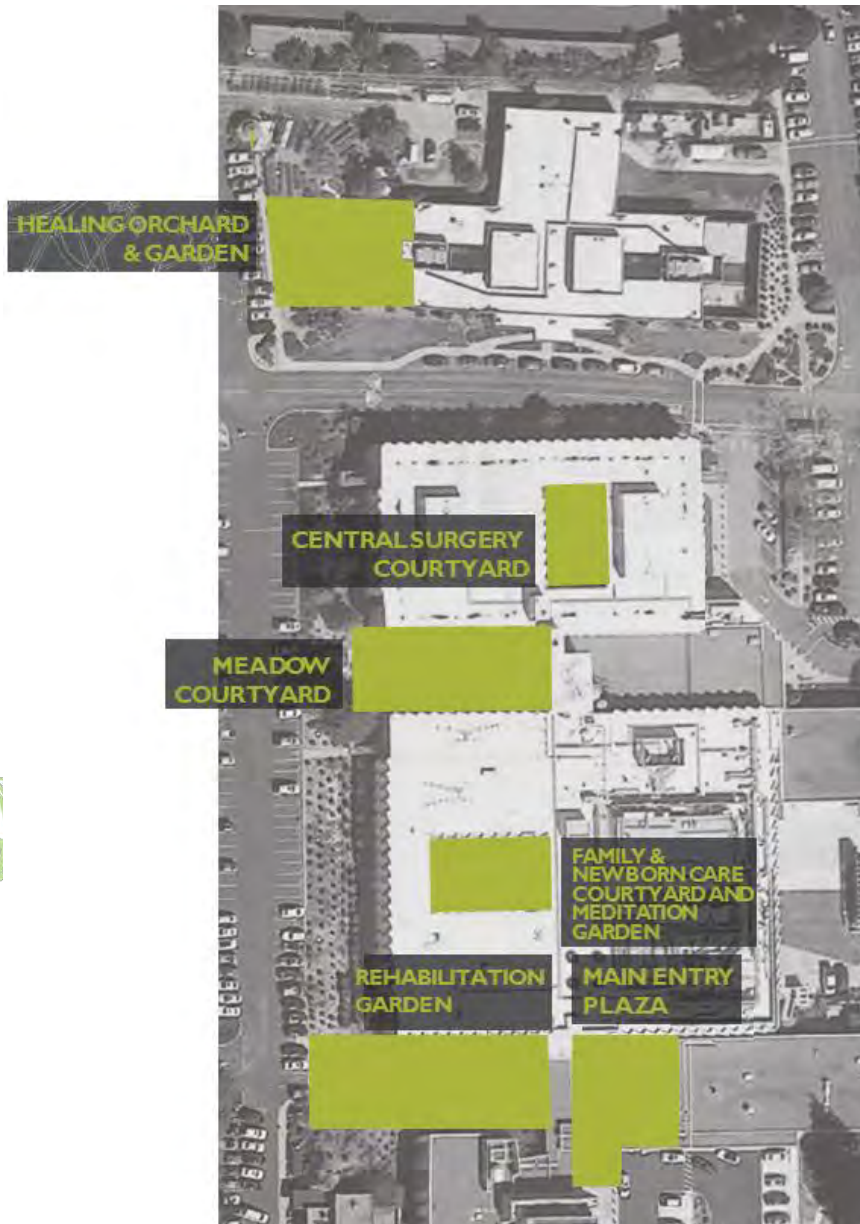 HEALING ORCHARD
& GARDEN
CENTRAL SURGERY
COURTYARD
MEADOW
COURTYARD
FAMILY &
NEWBORN CARE
COURTYARD AND
MEDITATION
GARDEN
REHABILITATION
GARDEN
MAIN ENTRY
PLAZA